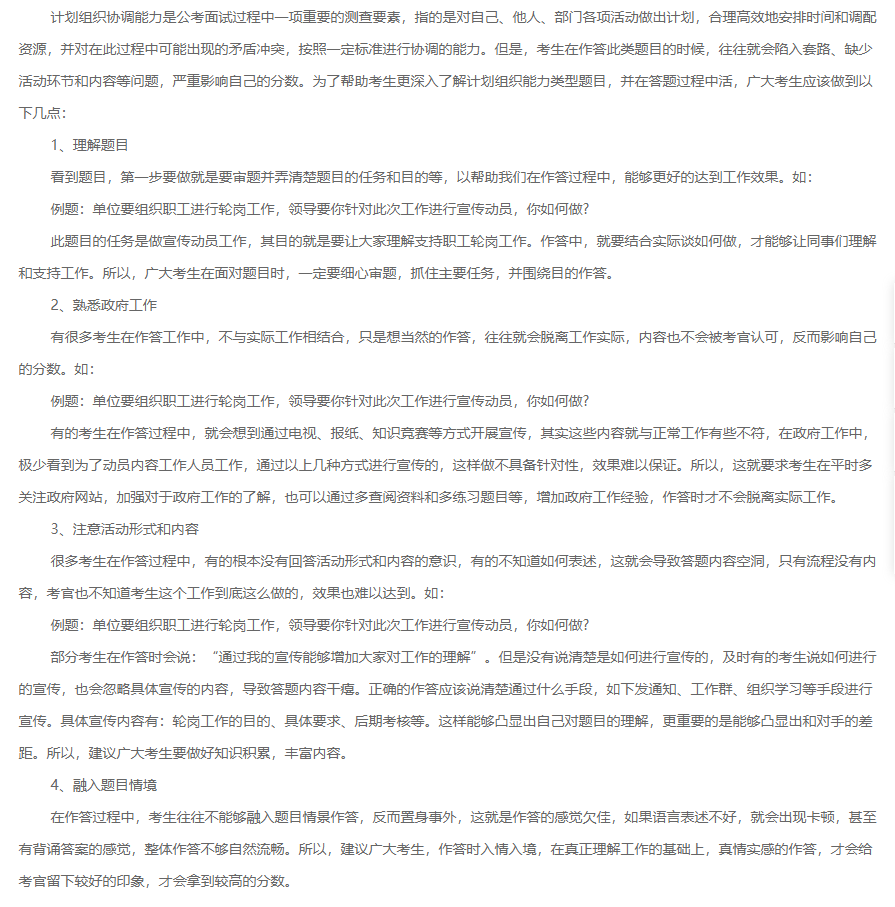 计划组织协调能力是公考面试过程中一项重要的测查要素，指的是对自己、他人、部门各项活动做出计划，合理高效地安排时间和调配
资源，并对在此过程中可能出现的矛盾冲突，按照一定标准进行协调的能力。但是，考生在作答此类题目的时候，往往就会陷入套路、缺少
活动环节和内容等问题，严重影响自己的分数。为了帮助考生更深入了解计划组织能力类型题目，并在答题过程中活，广大考生应该做到以
下几点：
1、理解题目
看到题目，第一步要做就是要审题并弄清楚题目的任务和目的等，以帮助我们在作答过程中，能够更好的达到工作效果。如：
例题：单位要组织职工进行轮岗工作，领导要你针对此次工作进行宣传动员，你如何做?
此题目的任务是做宣传动员工作，其目的就是要让大家理解支持职工轮岗工作。作答中，就要结合实际谈如何做，才能够让同事们理解
和支持工作。所以，广大考生在面对题目时，一定要细心审题，抓住主要任务，并围绕目的作答。
2、熟悉政府工作
有很多考生在作答工作中，不与实际工作相结合，只是想当然的作答，往往就会脱离工作实际，内容也不会被考官认可，反而影响自己
的分数。如：
例题：单位要组织职工进行轮岗工作，领导要你针对此次工作进行宣传动员，你如何做?
有的考生在作答过程中，就会想到通过电视、报纸、知识竞赛等方式开展宣传，其实这些内容就与正常工作有些不符，在政府工作中，
极少看到为了动员内容工作人员工作，通过以上几种方式进行宣传的，这样做不具备针对性，效果难以保证。所以，这就要求考生在平时多
关注政府网站，加强对于政府工作的了解，也可以通过多查阅资料和多练习题目等，增加政府工作经验，作答时才不会脱离实际工作。
3、注意活动形式和内容
很多考生在作答过程中，有的根本没有回答活动形式和内容的意识，有的不知道如何表述，这就会导致答题内容空洞，只有流程没有内
容，考官也不知道考生这个工作到底这么做的，效果也难以达到。如：
例题：单位要组织职工进行轮岗工作，领导要你针对此次工作进行宣传动员，你如何做?
部分考生在作答时会说：“通过我的宣传能够增加大家对工作的理解”。但是没有说清楚是如何进行宣传的，及时有的考生说如何进行
的宣传，也会忽略具体宣传的内容，导致答题内容干瘪。正确的作答应该说清楚通过什么手段，如下发通知、工作群、组织学习等手段进行
宣传。具体宣传内容有：轮岗工作的目的、具体要求、后期考核等。这样能够凸显出自己对题目的理解，更重要的是能够凸显出和对手的差
距。所以，建议广大考生要做好知识积累，丰富内容。
4、融入题目情境
在作答过程中，考生往往不能够融入题目情景作答，反而置身事外，这就是作答的感觉欠佳，如果语言表述不好，就会出现卡顿，甚至
有背诵答案的感觉，整体作答不够自然流畅。所以，建议广大考生，作答时入情入境，在真正理解工作的基础上，真情实感的作答，才会给
考官留下较好的印象，才会拿到较高的分数。